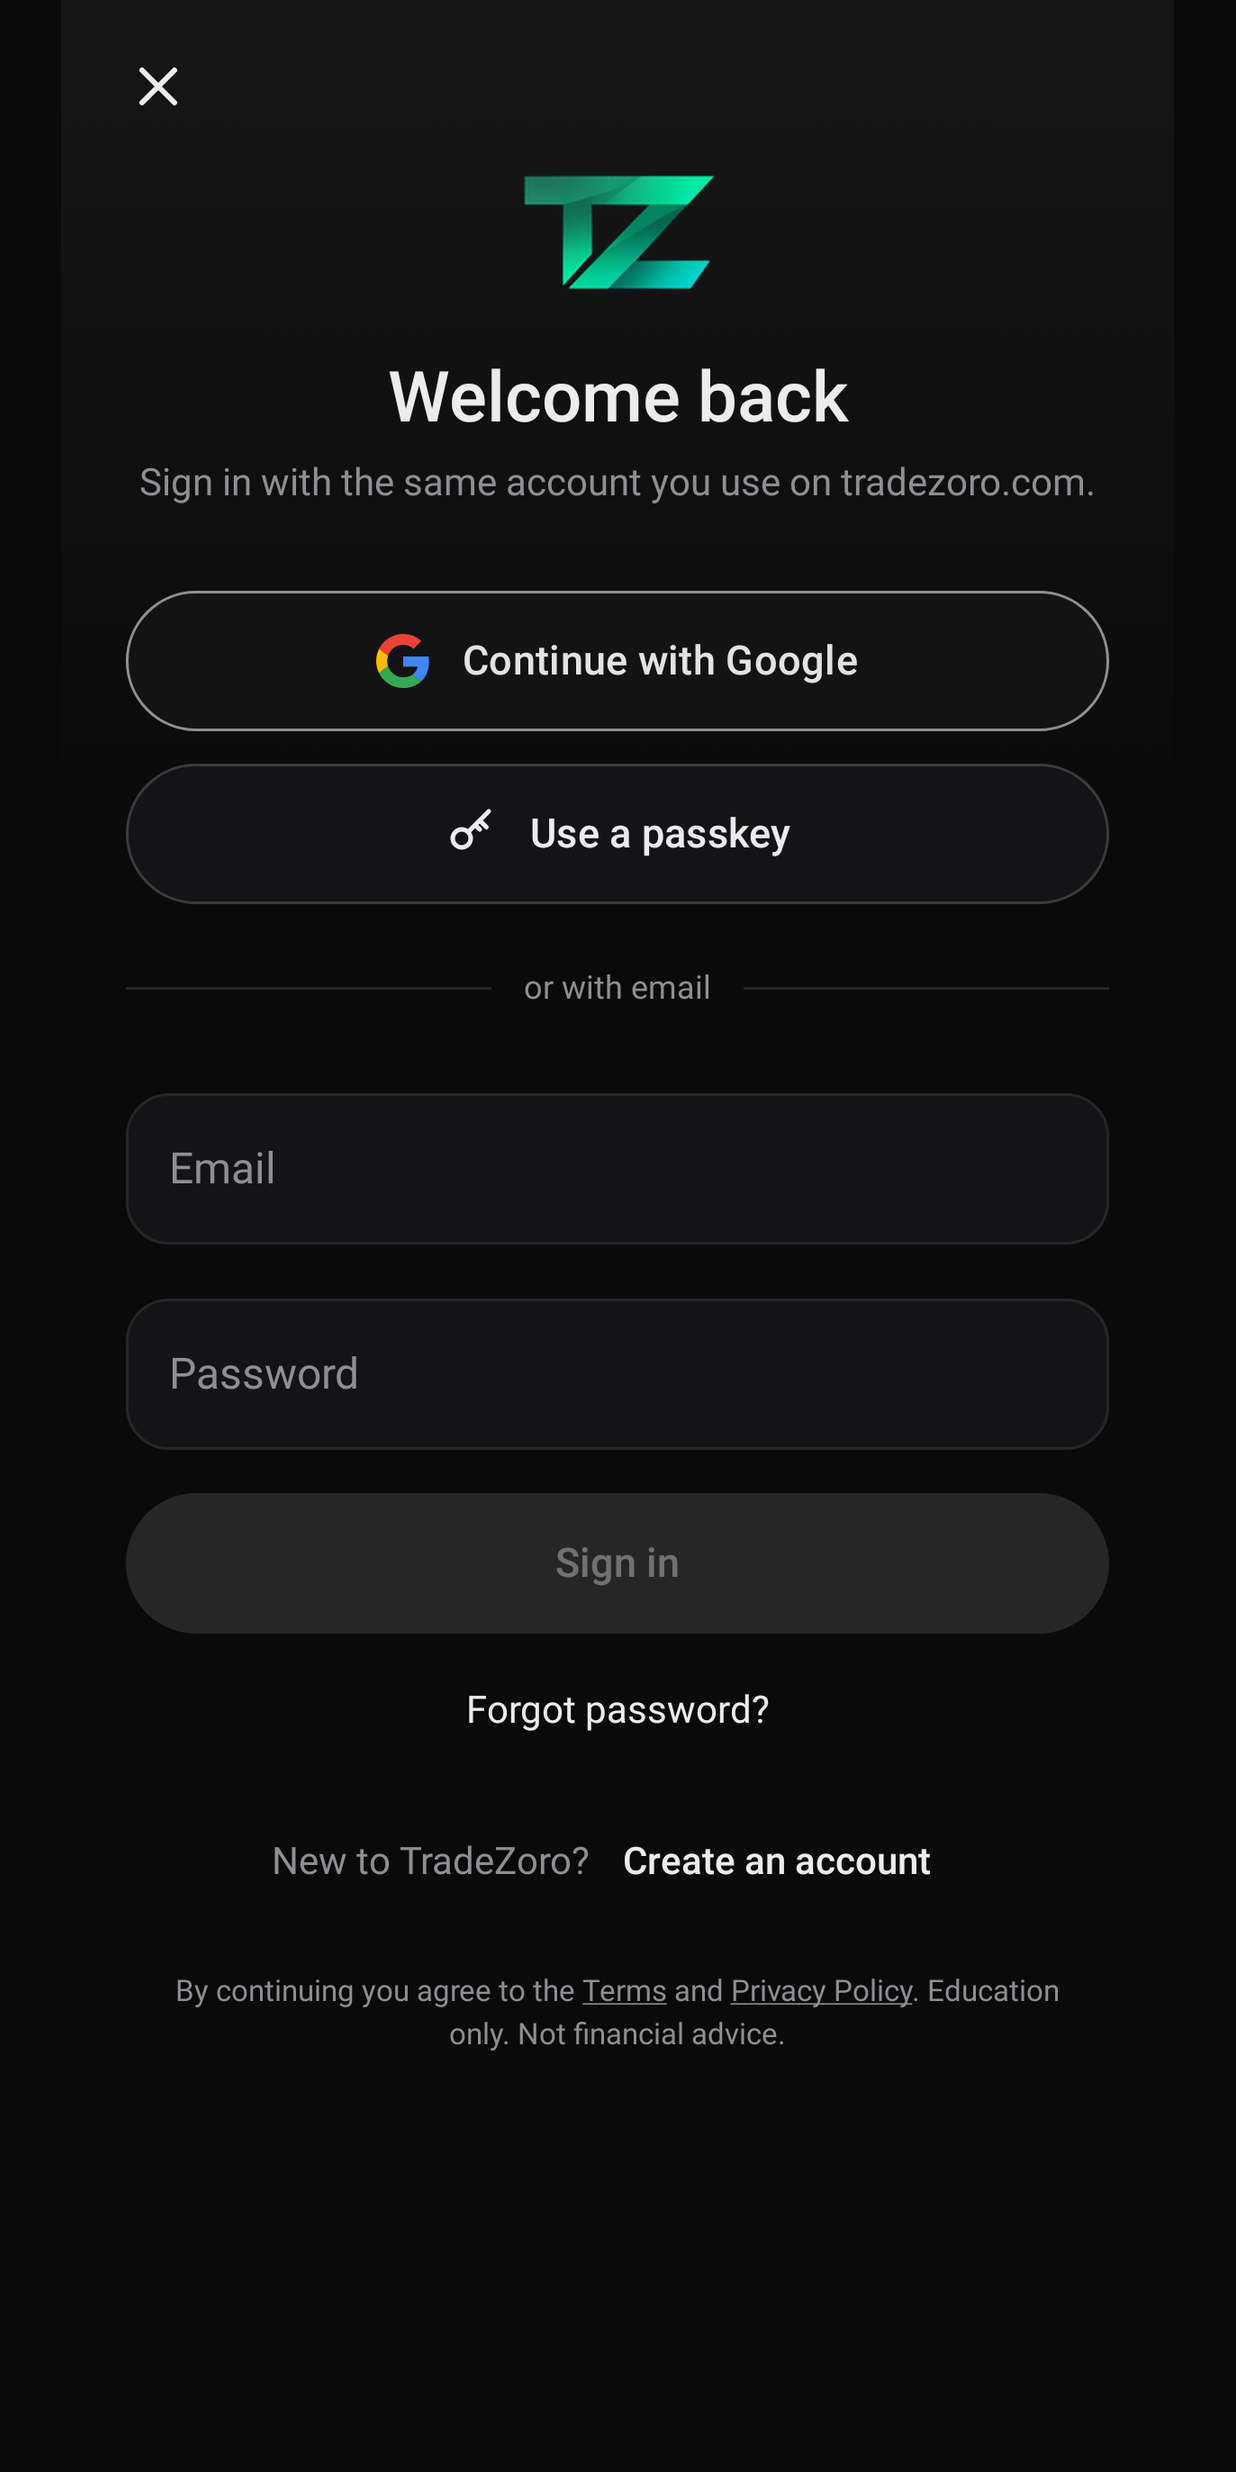 TZ
Welcome back
Sign in with the same account you use on tradezoro.com.
Continue with Google
Use a passkey
or with email
Email
Password
Sign in
Forgot password?
New to TradeZoro? Create an account
By continuing you agree to the Terms and Privacy Policy. Education
only. Not financial advice.